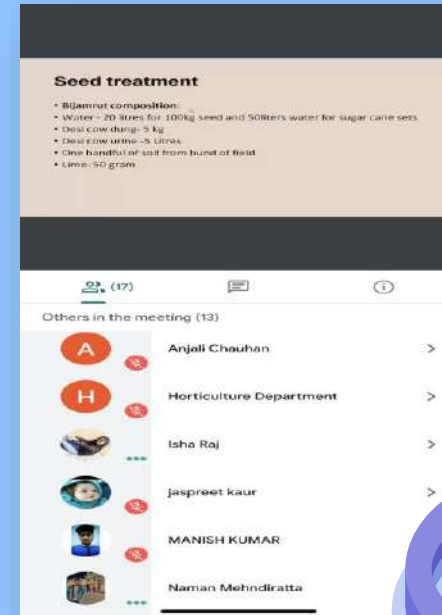 Seed treatment
• Bijamrut composition:
• Water - 20 litres for 100kg seed and 50liters water for sugar cane sets
• Desi cow dung- 5 kg
• Desi cow urine -5 Litres
• One handful of soil from bund of field
• Lime- 50 gram
(17)
Others in the meeting (13)
A
Anjali Chauhan
H
Horticulture Department
Isha Raj
jaspreet kaur
MANISH KUMAR
Naman Mehndiratta